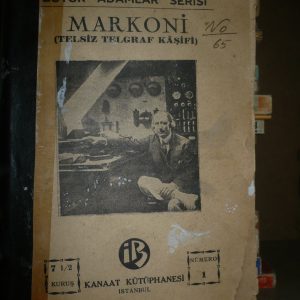 BÜYÜK ADAMLAR SERİSİ
MARKONİ
(TELSİZ TELGRAF KÂŞİFİ)
No
65
7 1/2
KURUŞ
KANAAT KÜTÜPHANESİ
İSTANBUL
NÜMERO
1